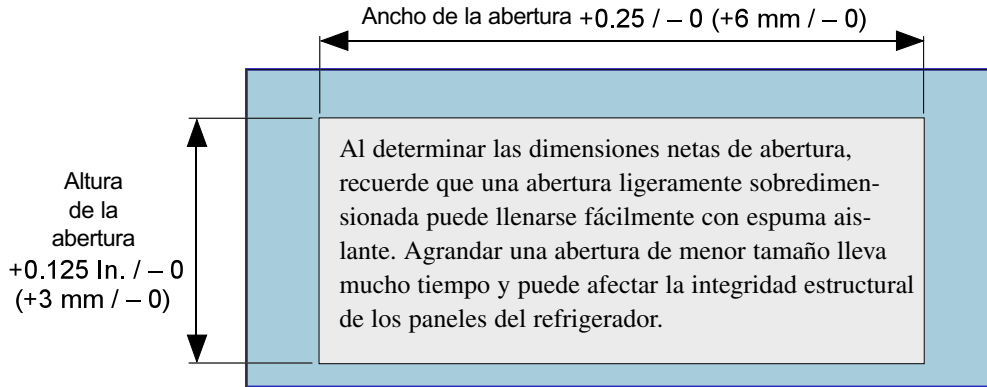 Ancho de la abertura +0.25 / – 0 (+6 mm / – 0)
Altura
de la
abertura
+0.125 In. / – 0
(+3 mm / – 0)
Al determinar las dimensiones netas de abertura,
recuerde que una abertura ligeramente sobredimen-
sionada puede llenarse fácilmente con espuma ais-
lante. Agrandar una abertura de menor tamaño lleva
mucho tiempo y puede afectar la integridad estructural
de los paneles del refrigerador.